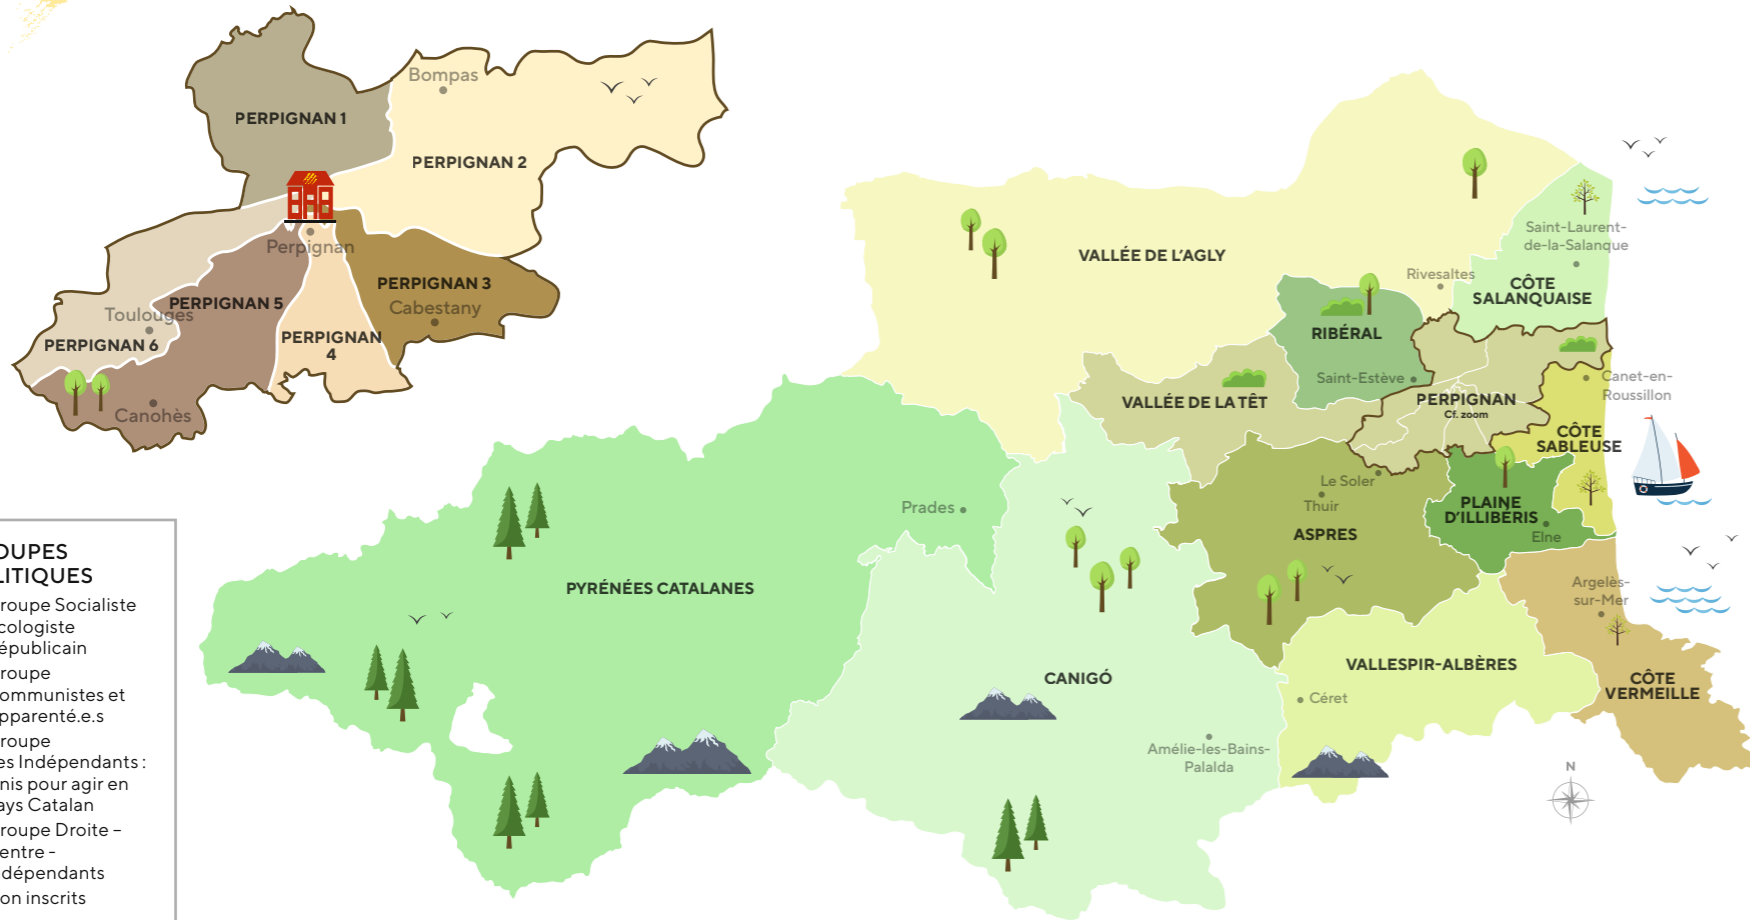 Bompas
PERPIGNAN 1
PERPIGNAN 2
Perpignan
PERPIGNAN 3
Cabestany
PERPIGNAN 5
Toulouges
PERPIGNAN
4
PERPIGNAN 6
Canohès
VALLÉE DE L'AGLY
Saint-Laurent-
de-la-Salanque
Rivesaltes
CÔTE
SALANQUAISE
RIBÉRAL
Saint-Estève
Canet-en-
Roussillon
VALLÉE DE LA TÊT
PERPIGNAN
Cf. zoom
CÔTE
SABLEUSE
Le Soler
Thuir
Prades
PLAINE
D'ILLIBÉRIS
Elne
ASPRES
PYRÉNÉES CATALANES
Argelès-
sur-Mer
CANIGÓ
VALLESPIR-ALBÈRES
CÔTE
VERMEILLE
Céret
Amélie-les-Bains-
Palalda
N
OUPES
LITIQUES
roupe Socialiste
cologiste
épublicain
roupe
ommunistes et
pparenté.e.s
roupe
es Indépendants :
nis pour agir en
ays Catalan
roupe Droite –
entre -
dépendants
on inscrits